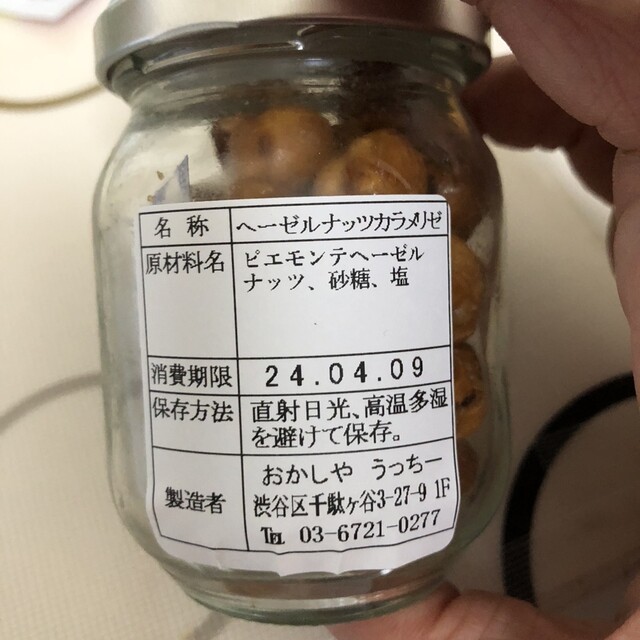 名称 ヘーゼルナッツカラメリゼ
原材料名 ピエモンテヘーゼル
ナッツ、砂糖、塩
消費期限 24.04.09
保存方法 直射日光、高温多湿
を避けて保存。
製造者 おかしや うっちー
渋谷区千駄ヶ谷3-27-9 1F
℡ 03-6721-0277